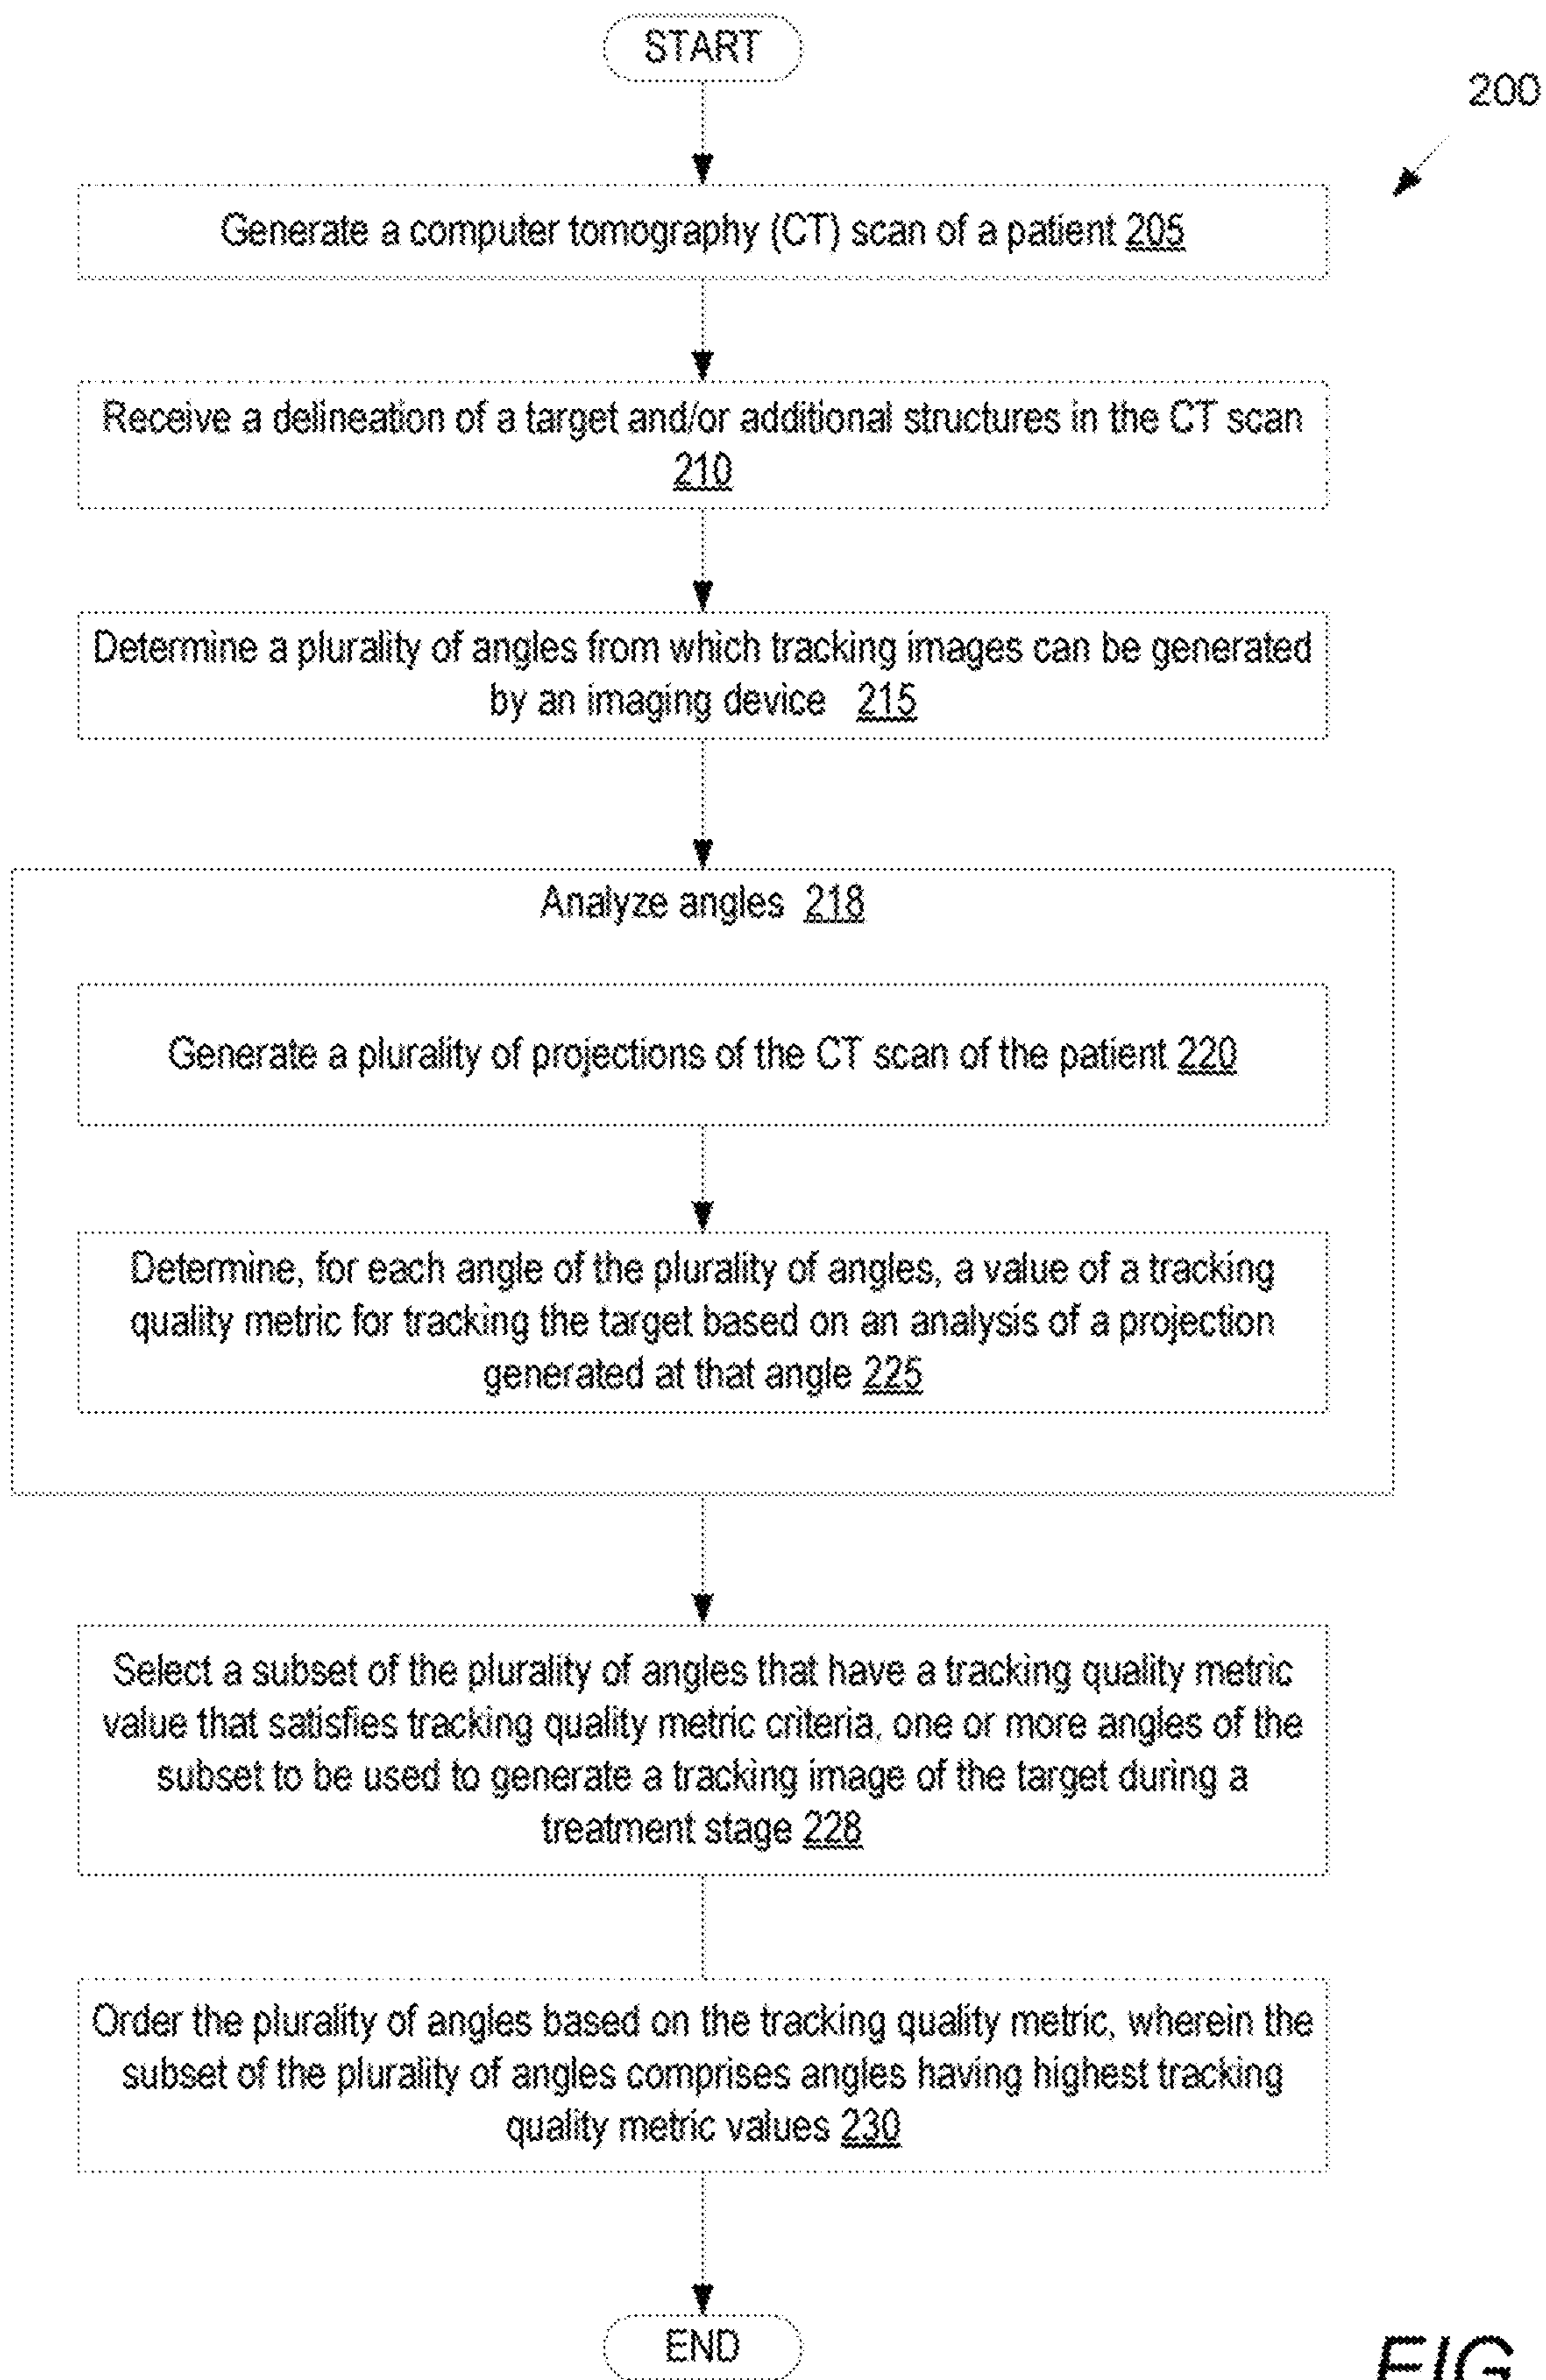 START
200
Generate a computer tomography (CT) scan of a patient 205
Receive a delineation of a target and/or additional structures in the CT scan
210
Determine a plurality of angles from which tracking images can be generated
by an imaging device 215
Analyze angles 218
Generate a plurality of projections of the CT scan of the patient 220
Determine, for each angle of the plurality of angles, a value of a tracking
quality metric for tracking the target based on an analysis of a projection
generated at that angle 225
Select a subset of the plurality of angles that have a tracking quality metric
value that satisfies tracking quality metric criteria, one or more angles of the
subset to be used to generate a tracking image of the target during a
treatment stage 228
Order the plurality of angles based on the tracking quality metric, wherein the
subset of the plurality of angles comprises angles having highest tracking
quality metric values 230
END
FIG